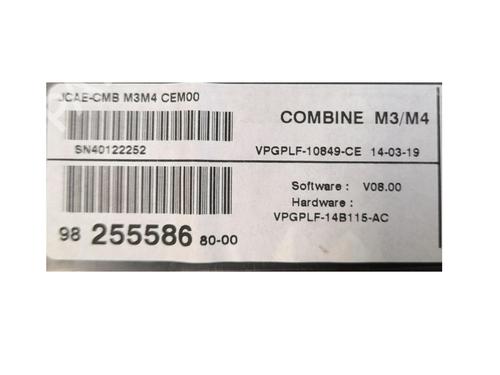 JCAE-CMB M3M4 CEM00
SN40122252
COMBINE M3/M4
VPGPLF-10849-CE 14-03-19
Software : V08.00
Hardware :
VPGPLF-14B115-AC
98 255586 80-00